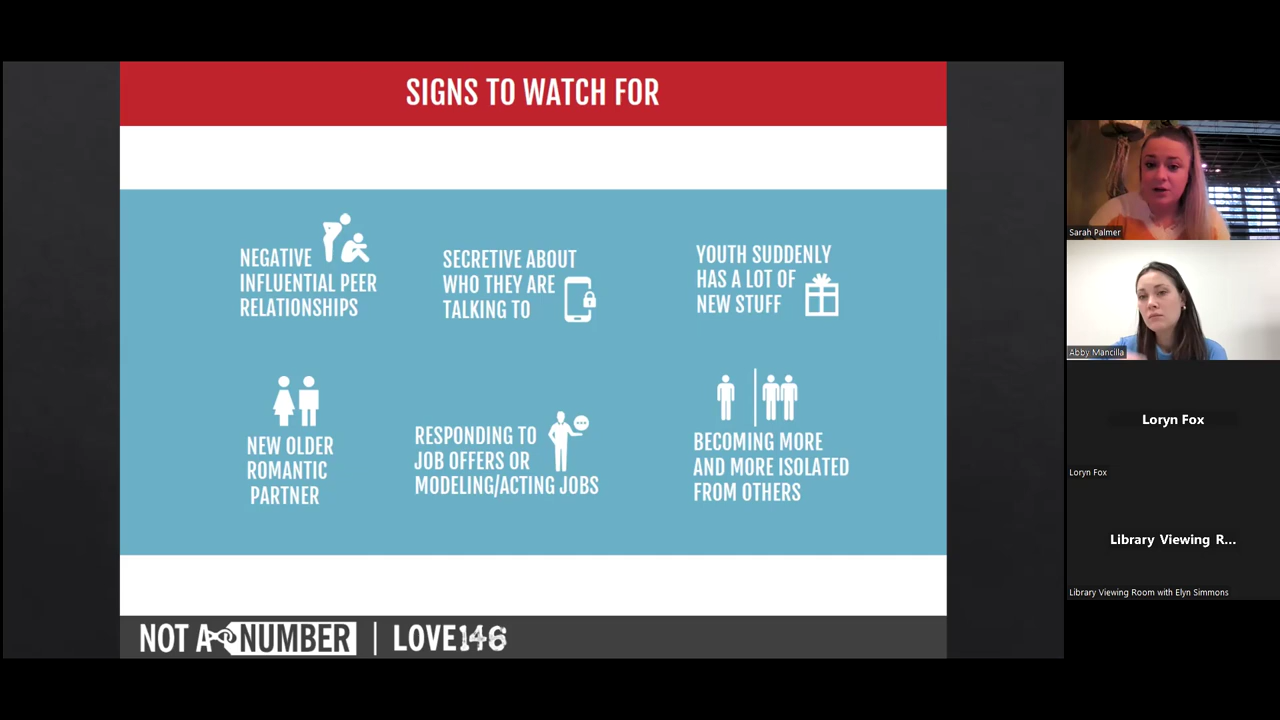 SIGNS TO WATCH FOR
NEGATIVE
INFLUENTIAL PEER
RELATIONSHIPS
SECRETIVE ABOUT
WHO THEY ARE
TALKING TO
YOUTH SUDDENLY
HAS A LOT OF
NEW STUFF
NEW OLDER
ROMANTIC
PARTNER
RESPONDING TO
JOB OFFERS OR
MODELING/ACTING JOBS
BECOMING MORE
AND MORE ISOLATED
FROM OTHERS
NOT A NUMBER | LOVE146
Sarah Palmer
Abby Mancilla
Loryn Fox
Loryn Fox
Library Viewing R...
Library Viewing Room with Elyn Simmons